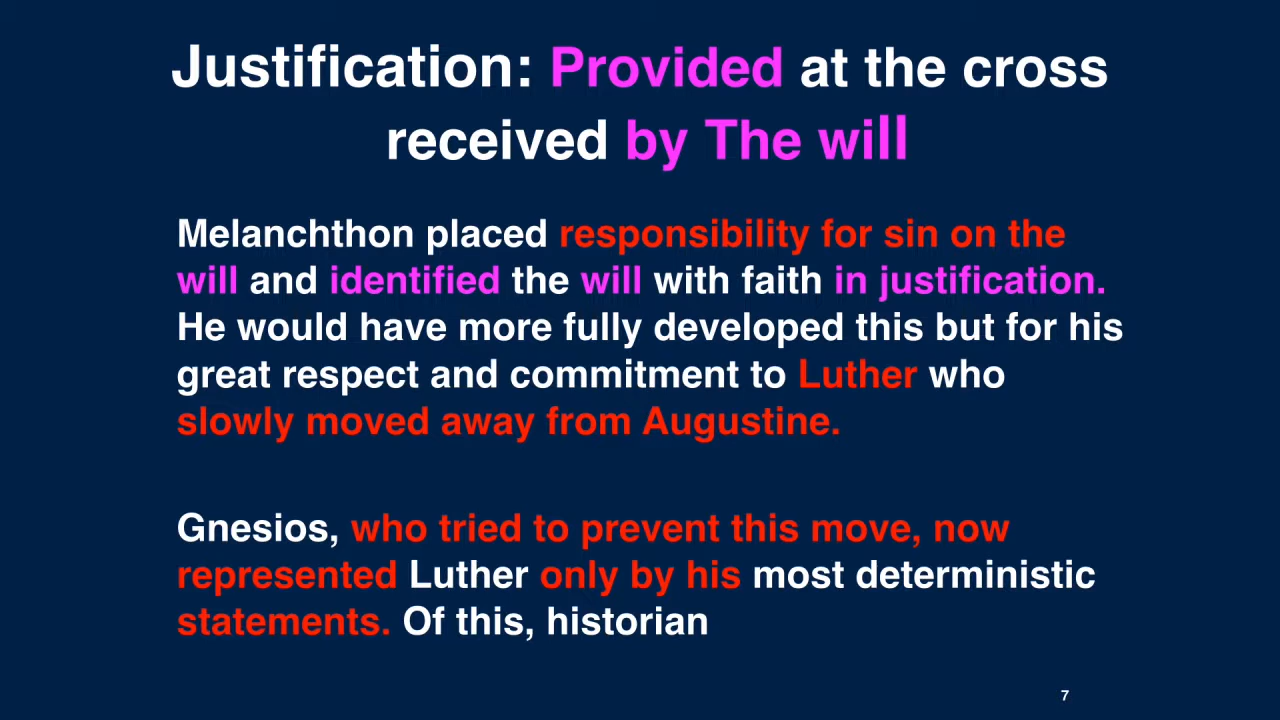 Justification: Provided at the cross
received by The will
Melanchthon placed responsibility for sin on the
will and identified the will with faith in justification.
He would have more fully developed this but for his
great respect and commitment to Luther who
slowly moved away from Augustine.
Gnesios, who tried to prevent this move, now
represented Luther only by his most deterministic
statements. Of this, historian
7